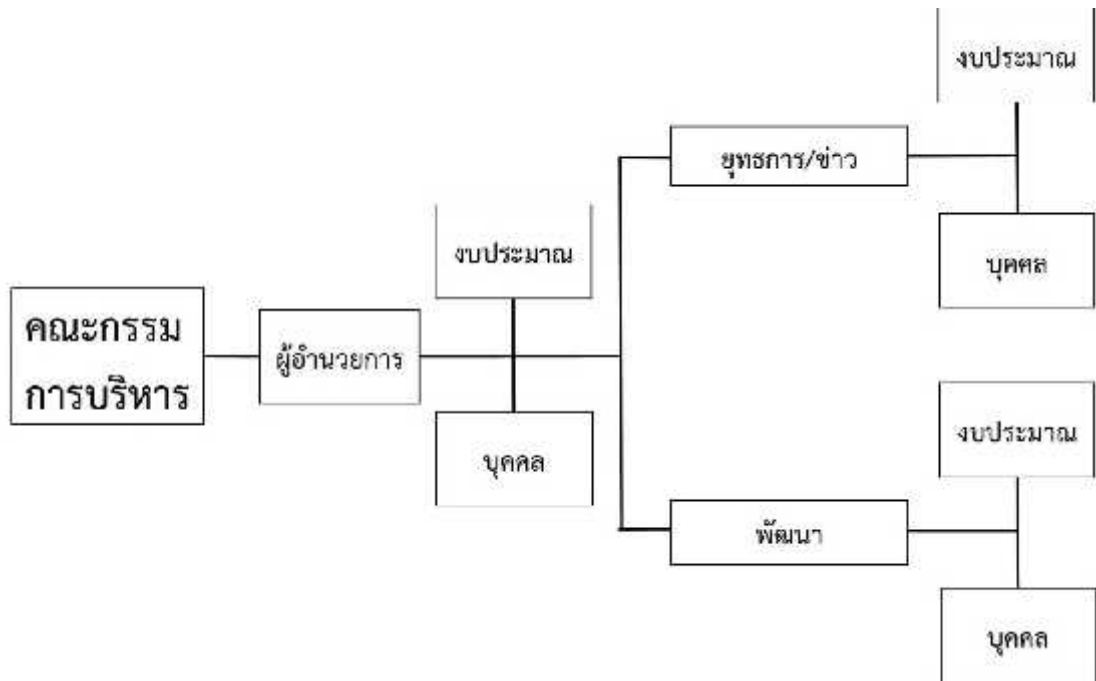 คณะกรรม
การบริหาร
ผู้อำนวยการ
งบประมาณ
บุคคล
ยุทธการ/ข่าว
งบประมาณ
บุคคล
พัฒนา
งบประมาณ
บุคคล